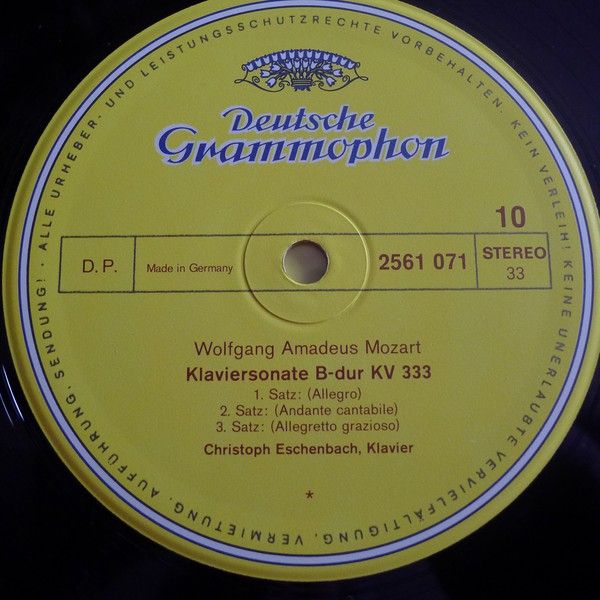 · ALLE URHEBER- UND LEISTUNGSSCHUTZRECHTE VORBEHALTEN. KEIN VERLEIH! KEINE UNERLAUBTE VERVIELFÄLTIGUNG, VERMIETUNG, AUFFÜHRUNG, SENDUNG!
Deutsche
Grammophon
10
D. P.
Made in Germany
2561 071
STEREO
33
Wolfgang Amadeus Mozart
Klaviersonate B-dur KV 333
1. Satz: (Allegro)
2. Satz: (Andante cantabile)
3. Satz: (Allegretto grazioso)
Christoph Eschenbach, Klavier
*